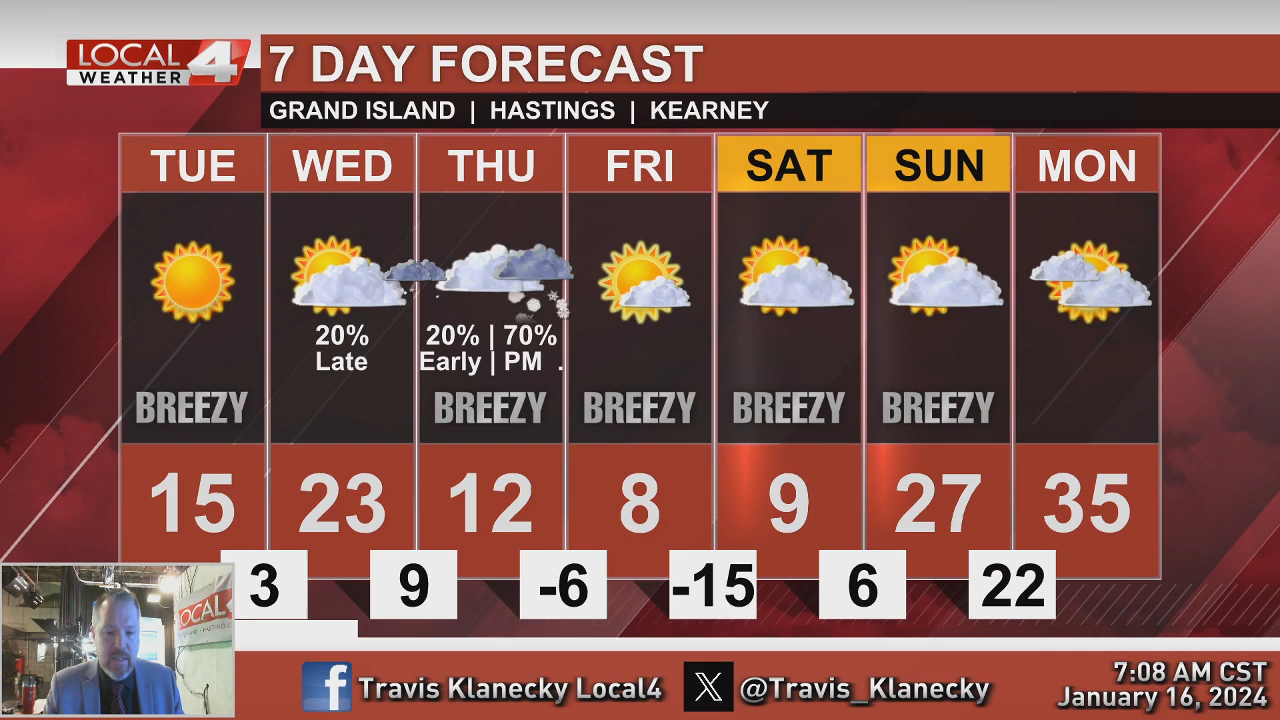 LOCAL 4
WEATHER
7 DAY FORECAST
GRAND ISLAND | HASTINGS | KEARNEY
TUE WED THU FRI SAT SUN MON
20% 20% | 70%
Late Early | PM .
BREEZY BREEZY BREEZY BREEZY BREEZY
15 23 12 8 9 27 35
3 9 -6 -15 6 22
LOCAL 4
Travis Klanecky Local4 @Travis_Klanecky
7:08 AM CST
January 16, 2024